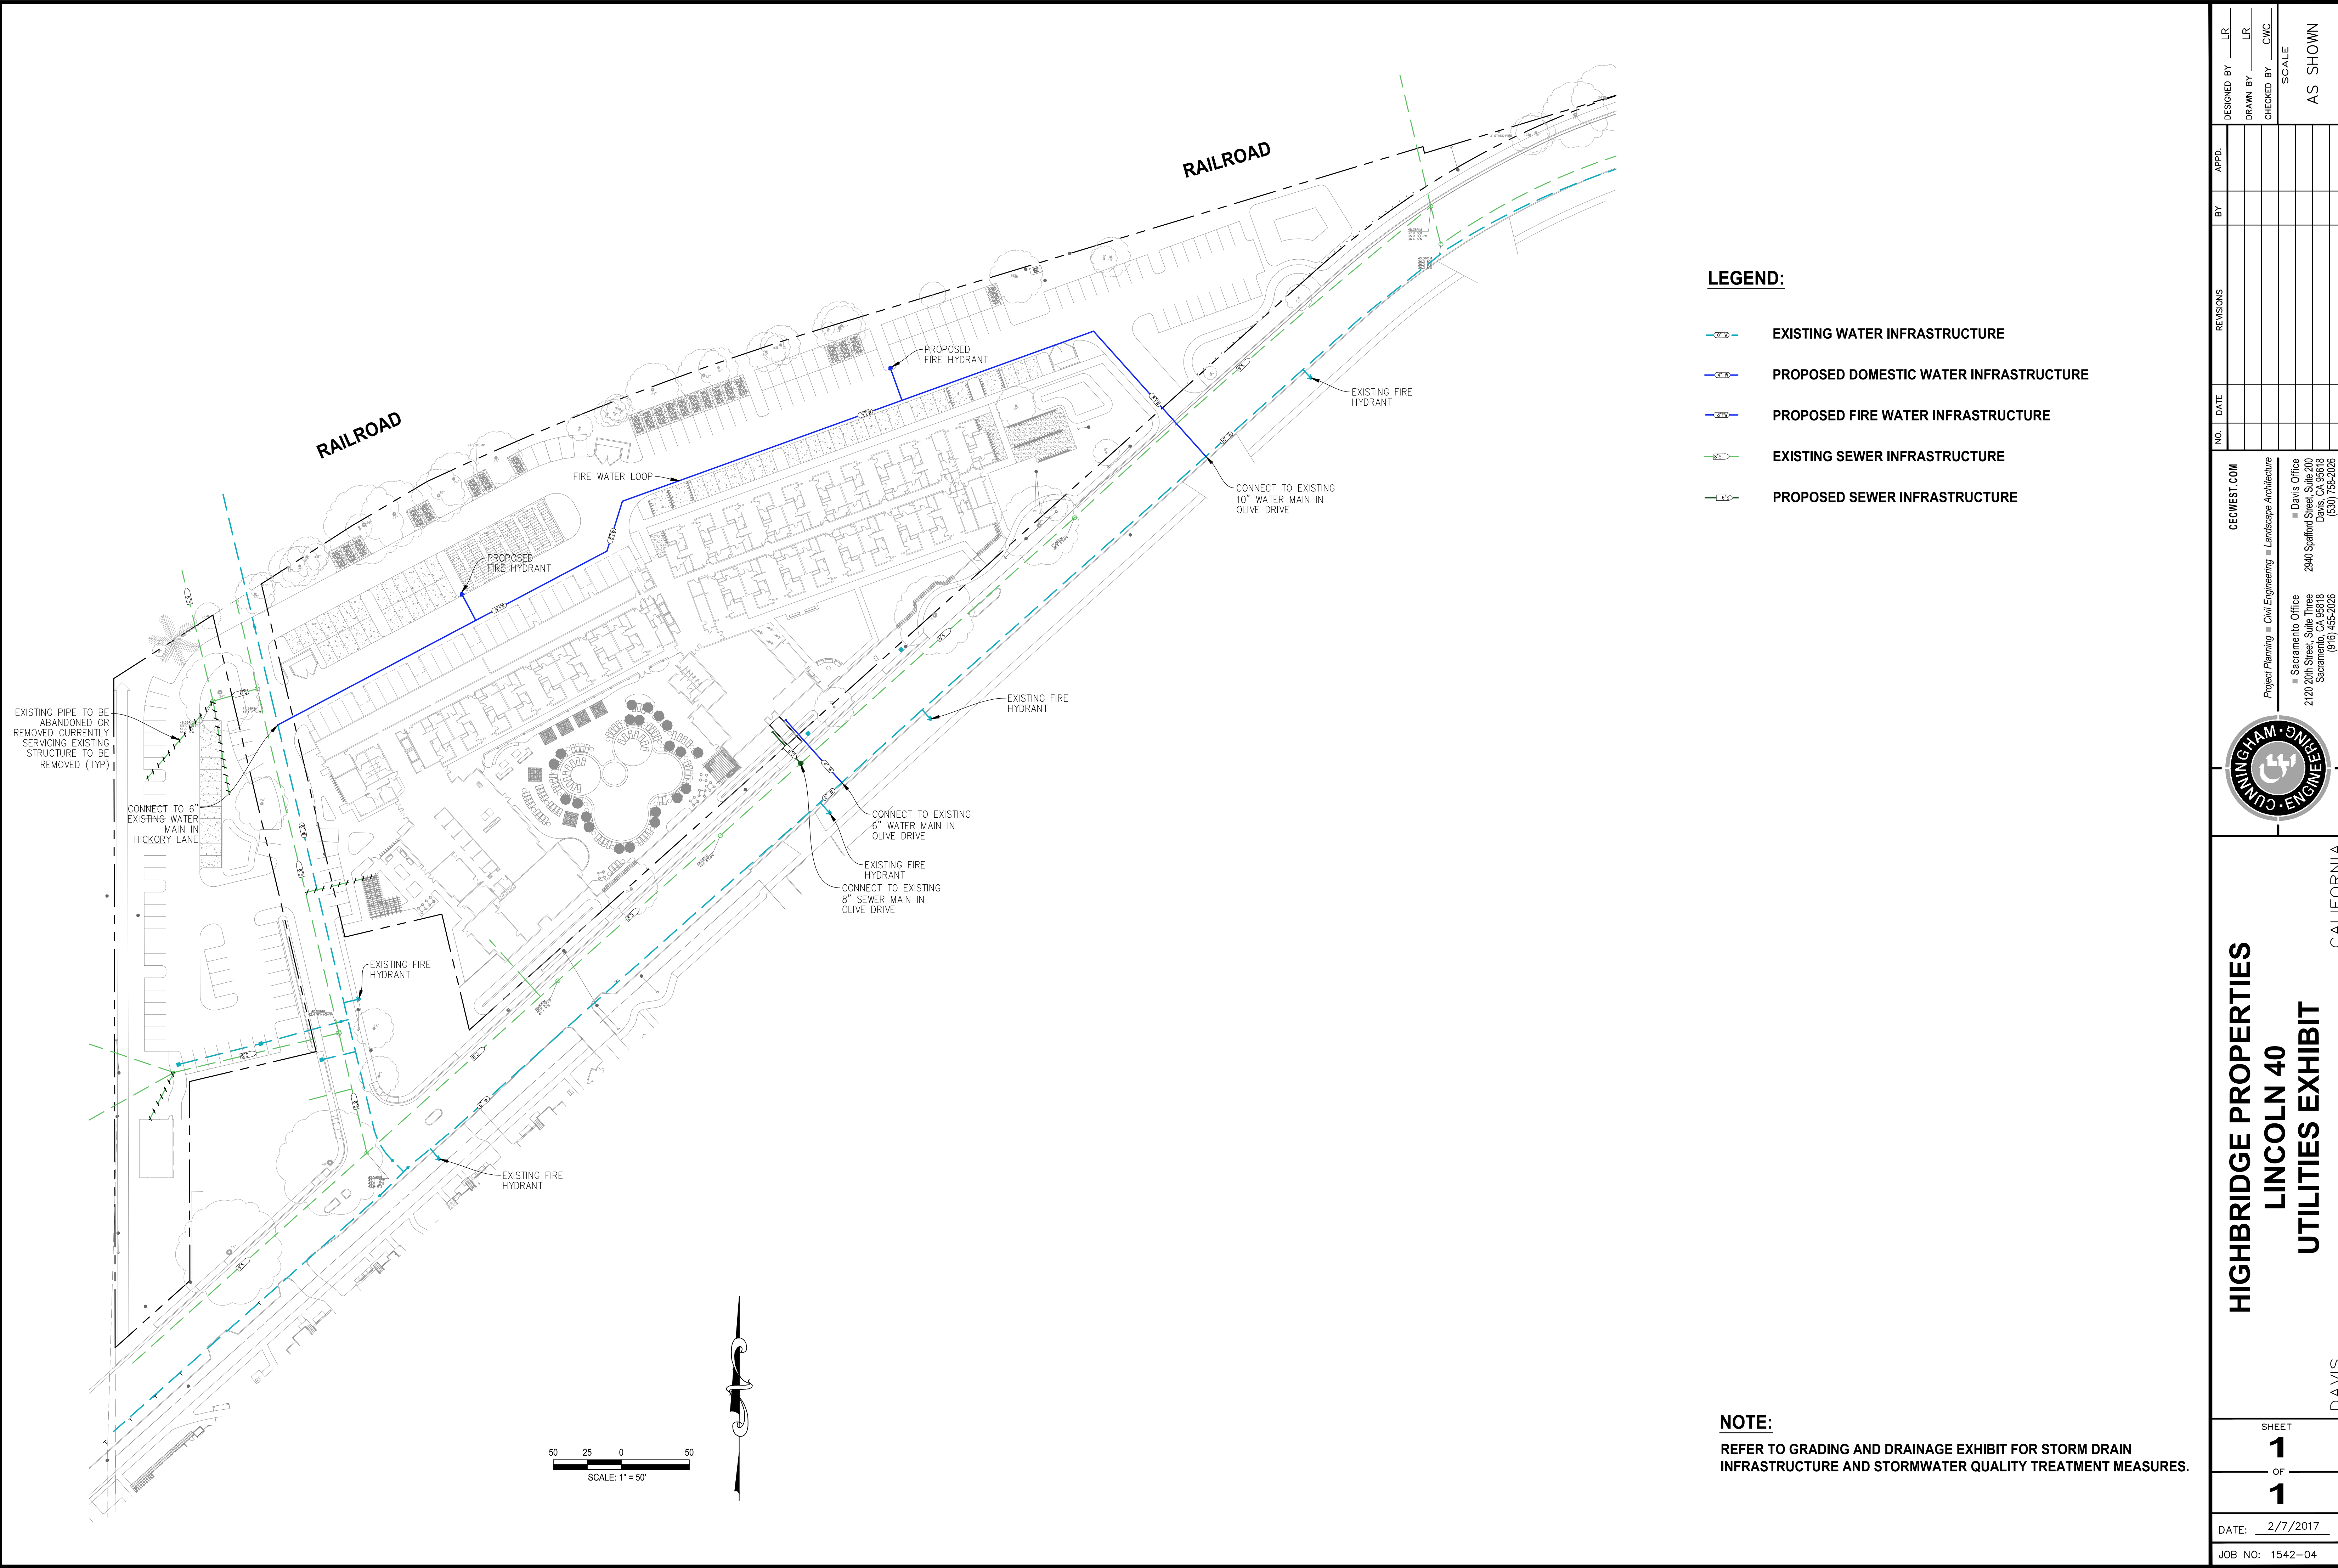 RAILROAD
RAILROAD
PROPOSED
FIRE HYDRANT
FIRE WATER LOOP
PROPOSED
FIRE HYDRANT
EXISTING FIRE
HYDRANT
CONNECT TO EXISTING
10" WATER MAIN IN
OLIVE DRIVE
EXISTING PIPE TO BE
ABANDONED OR
REMOVED CURRENTLY
SERVICING EXISTING
STRUCTURE TO BE
REMOVED (TYP)
CONNECT TO 6"
EXISTING WATER
MAIN IN
HICKORY LANE
EXISTING FIRE
HYDRANT
CONNECT TO EXISTING
6" WATER MAIN IN
OLIVE DRIVE
EXISTING FIRE
HYDRANT
CONNECT TO EXISTING
8" SEWER MAIN IN
OLIVE DRIVE
EXISTING FIRE
HYDRANT
EXISTING FIRE
HYDRANT
50 25 0 50
SCALE: 1" = 50'
LEGEND:
EXISTING WATER INFRASTRUCTURE
PROPOSED DOMESTIC WATER INFRASTRUCTURE
PROPOSED FIRE WATER INFRASTRUCTURE
EXISTING SEWER INFRASTRUCTURE
PROPOSED SEWER INFRASTRUCTURE
NOTE:
REFER TO GRADING AND DRAINAGE EXHIBIT FOR STORM DRAIN
INFRASTRUCTURE AND STORMWATER QUALITY TREATMENT MEASURES.
DESIGNED BY LR
DRAWN BY LR
CHECKED BY CWC
SCALE
AS SHOWN
NO. DATE REVISIONS BY APPD.
CECWEST.COM
Project Planning ■ Civil Engineering ■ Landscape Architecture
■ Sacramento Office
2120 20th Street, Suite Three
Sacramento, CA 95818
(916) 455-2026
■ Davis Office
2940 Spafford Street, Suite 200
Davis, CA 95618
(530) 758-2026
CUNNINGHAM • ENGINEERING •
HIGHBRIDGE PROPERTIES
LINCOLN 40
UTILITIES EXHIBIT
DAVIS CALIFORNIA
SHEET
1
OF
1
DATE: 2/7/2017
JOB NO: 1542-04